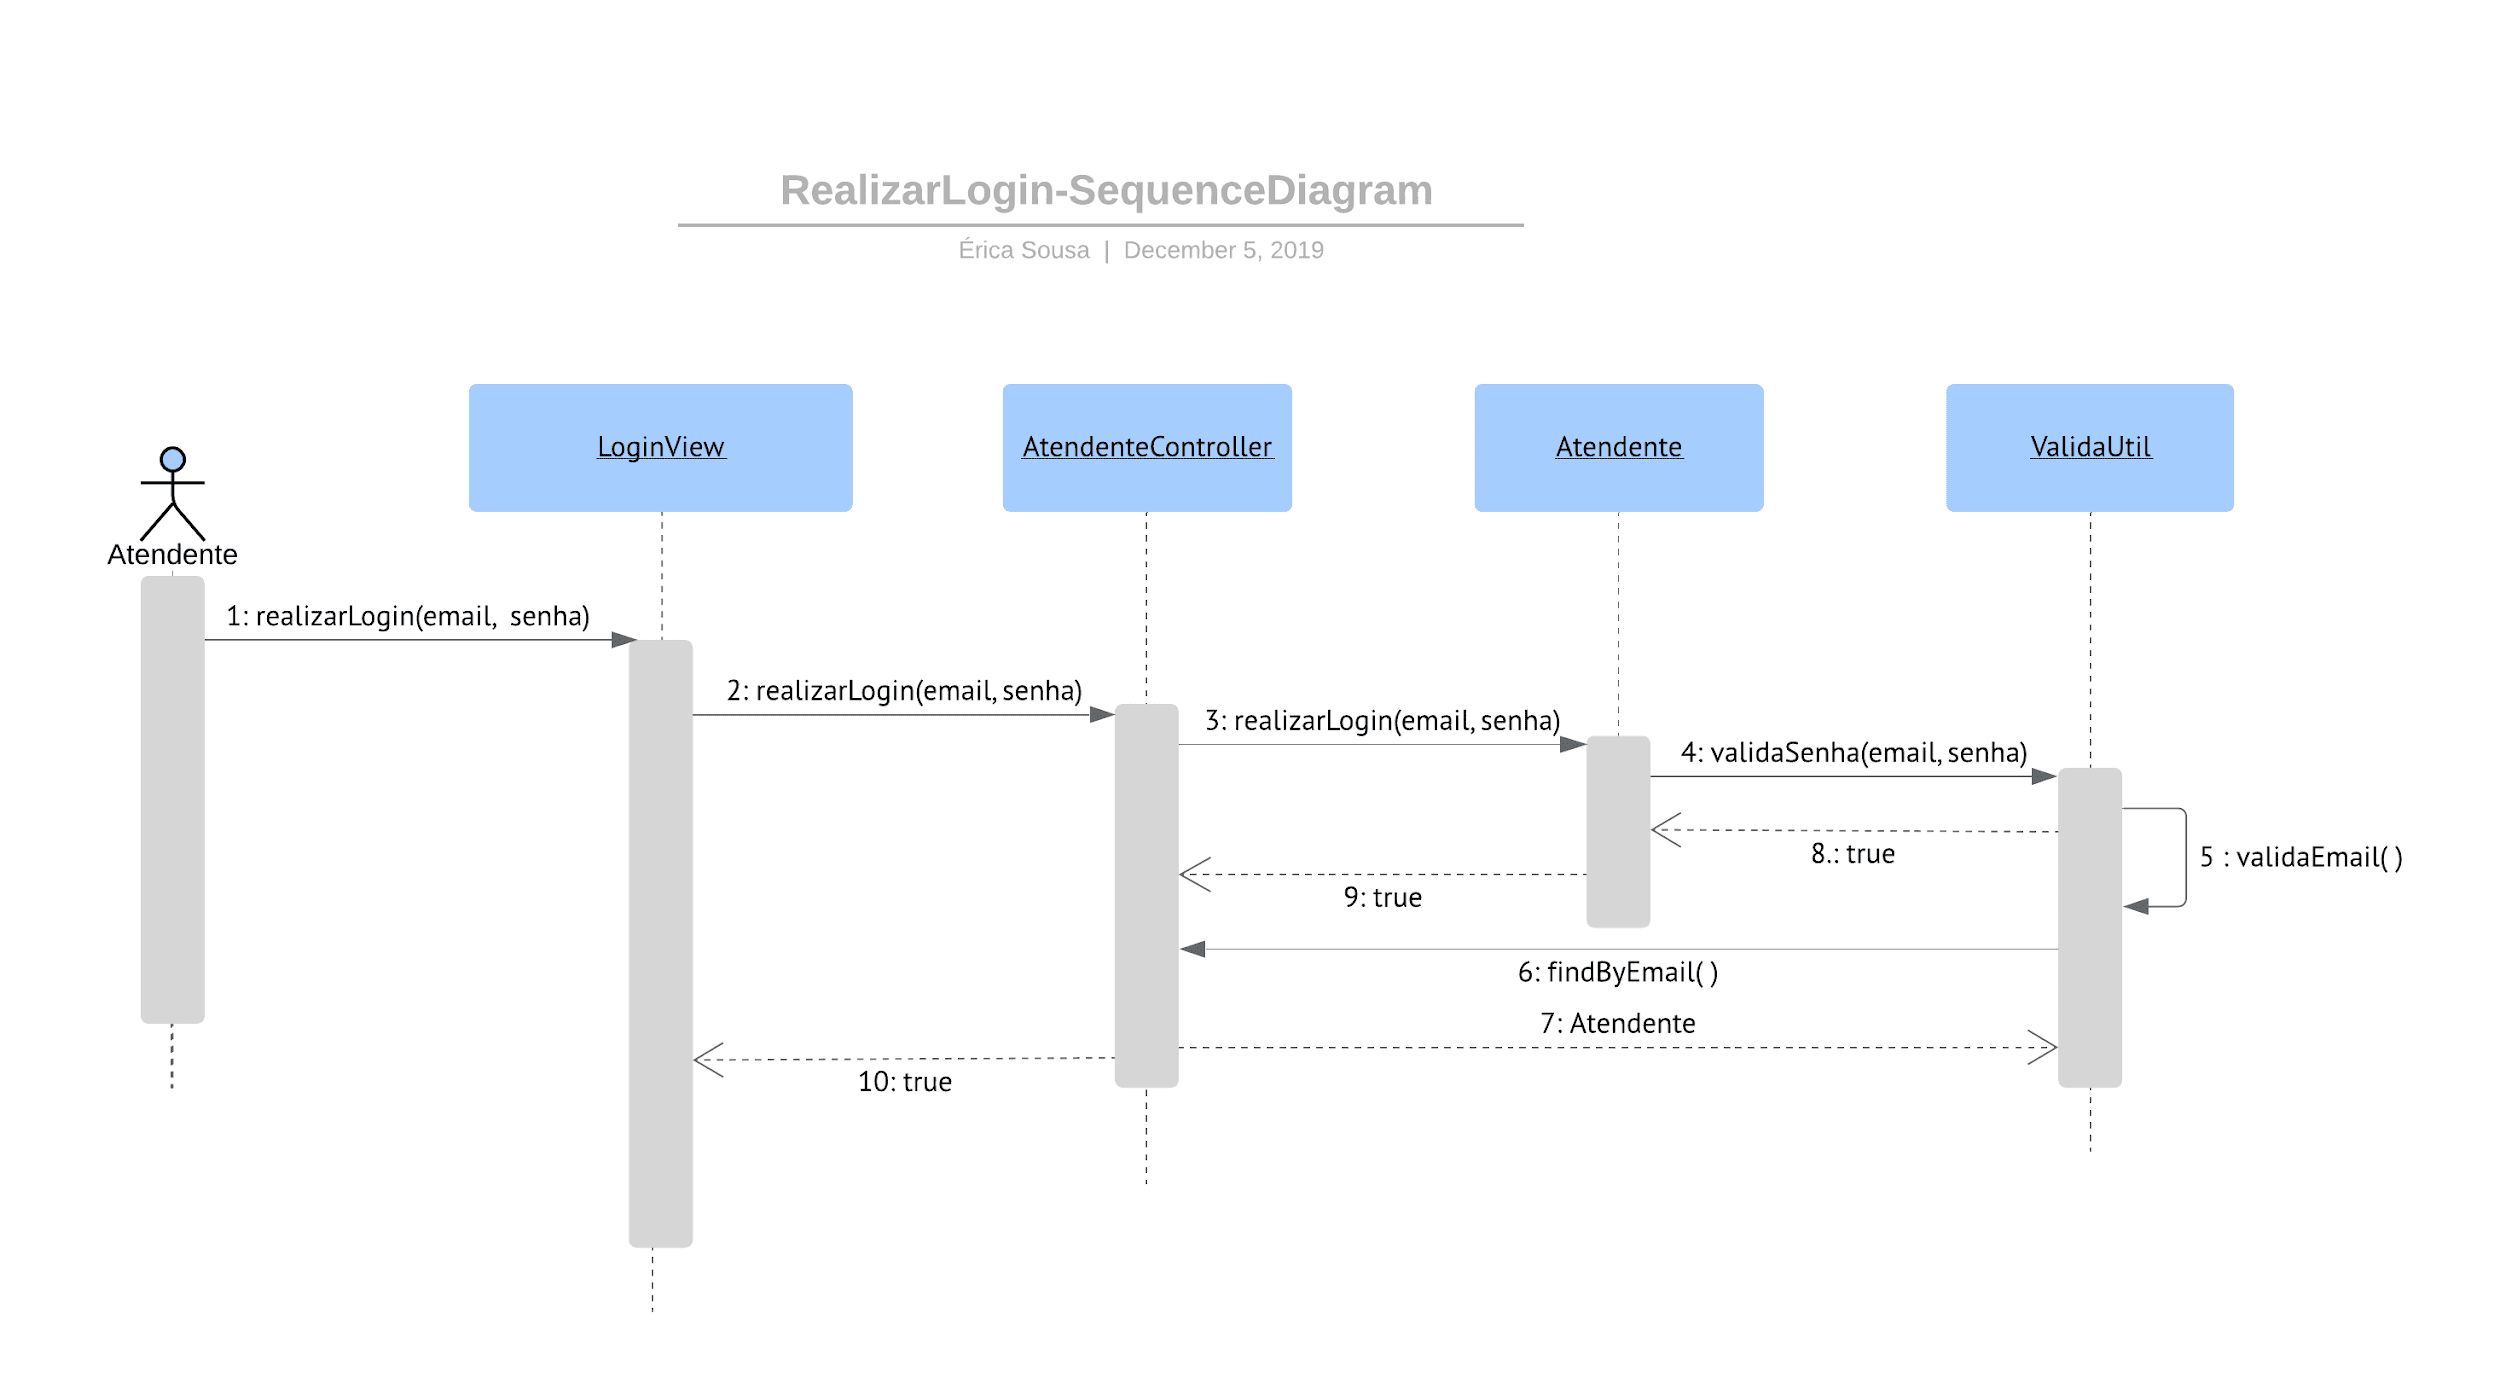 RealizarLogin-SequenceDiagram
Érica Sousa | December 5, 2019
LoginView
AtendenteController
Atendente
ValidaUtil
Atendente
1: realizarLogin(email, senha)
2: realizarLogin(email, senha)
3: realizarLogin(email, senha)
4: validaSenha(email, senha)
8.: true
5 : validaEmail( )
9: true
6: findByEmail( )
7: Atendente
10: true